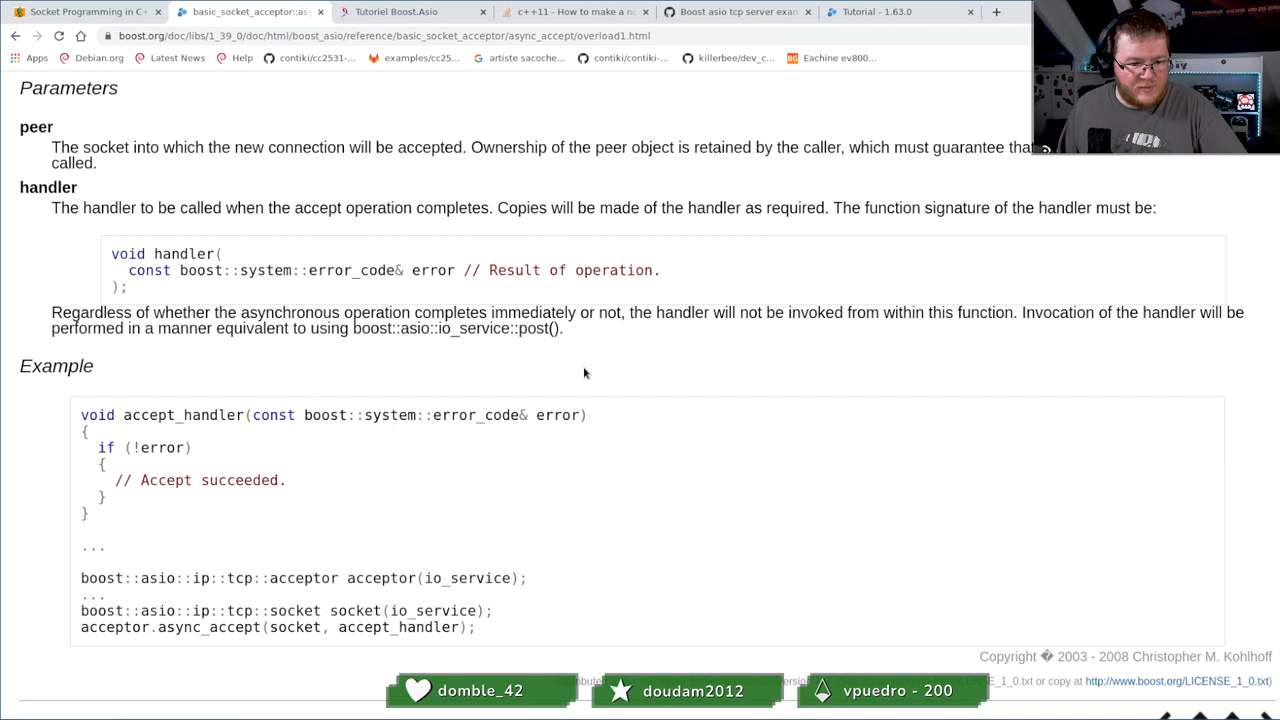 Socket Programming in C+
basic_socket_acceptor::as
Tutoriel Boost.Asio
c++11 - How to make a n
Boost asio tcp server exam
Tutorial - 1.63.0
boost.org/doc/libs/1_39_0/doc/html/boost_asio/reference/basic_socket_acceptor/async_accept/overload1.html
Apps
Debian.org
Latest News
Help
contiki/cc2531-...
examples/cc25...
artiste sacoche...
contiki/contiki-...
killerbee/dev_c...
Eachine ev800...
Parameters
peer
The socket into which the new connection will be accepted. Ownership of the peer object is retained by the caller, which must guarantee that
called.
handler
The handler to be called when the accept operation completes. Copies will be made of the handler as required. The function signature of the handler must be:
void handler(
const boost::system::error_code& error // Result of operation.
);
Regardless of whether the asynchronous operation completes immediately or not, the handler will not be invoked from within this function. Invocation of the handler will be
performed in a manner equivalent to using boost::asio::io_service::post().
Example
void accept_handler(const boost::system::error_code& error)
{
if (!error)
{
// Accept succeeded.
}
}
...
boost::asio::ip::tcp::acceptor acceptor(io_service);
...
boost::asio::ip::tcp::socket socket(io_service);
acceptor.async_accept(socket, accept_handler);
Copyright � 2003 - 2008 Christopher M. Kohlhoff
_1_0.txt or copy at http://www.boost.org/LICENSE_1_0.txt)
domble_42
doudam2012
vpuedro - 200